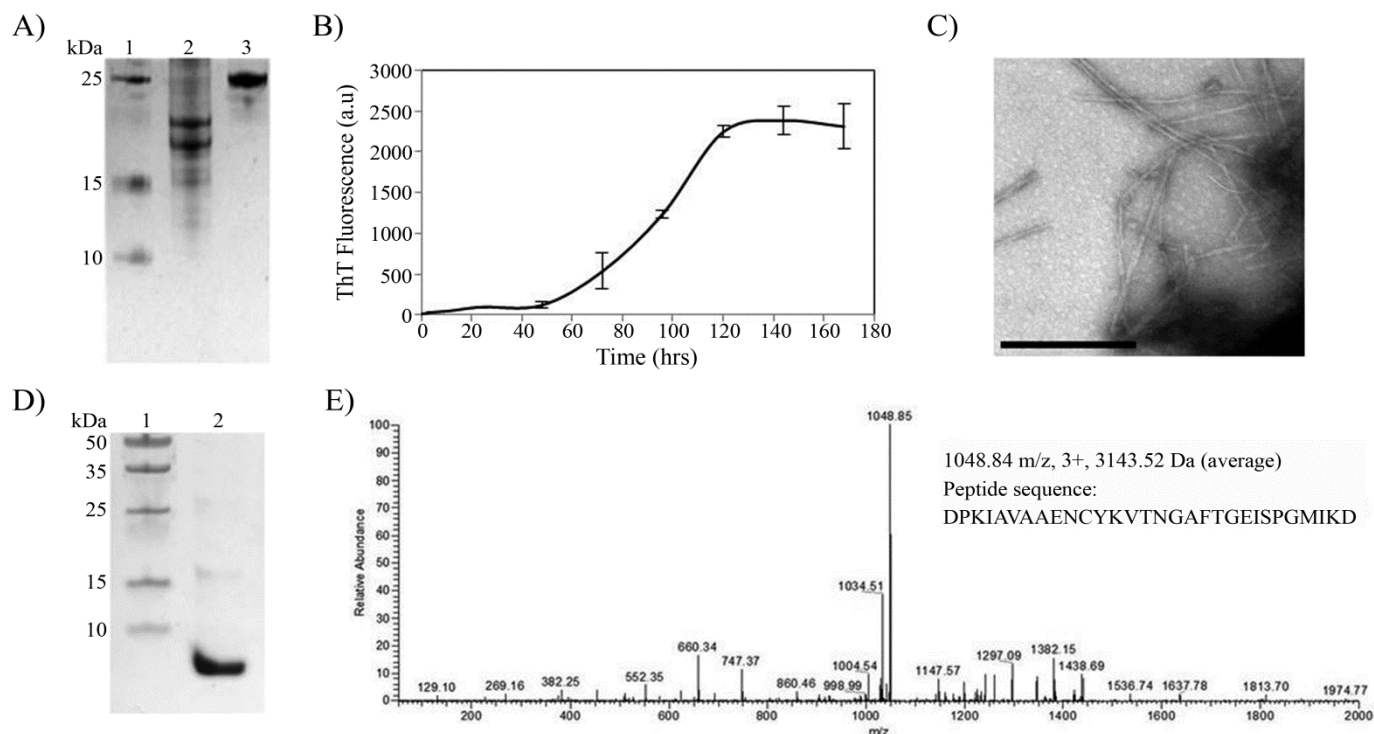 A)
kDa 1 2 3
25
15
10
B)
ThT Fluorescence (a.u)
3000
2500
2000
1500
1000
500
0
0 20 40 60 80 100 120 140 160 180
Time (hrs)
C)
D)
kDa 1 2
50
35
25
15
10
E)
Relative Abundance
100
90
80
70
60
50
40
30
20
10
0
129.10
269.16
382.25
552.35
660.34
747.37
860.46
998.99
1004.54
1034.51
1048.85
1147.57
1297.09
1382.15
1438.69
1536.74
1637.78
1813.70
1974.77
200 400 600 800 1000 1200 1400 1600 1800 2000
m/z
1048.84 m/z, 3+, 3143.52 Da (average)
Peptide sequence:
DPKIAVAAENCYKVTNGAFTGEISPGMIKD